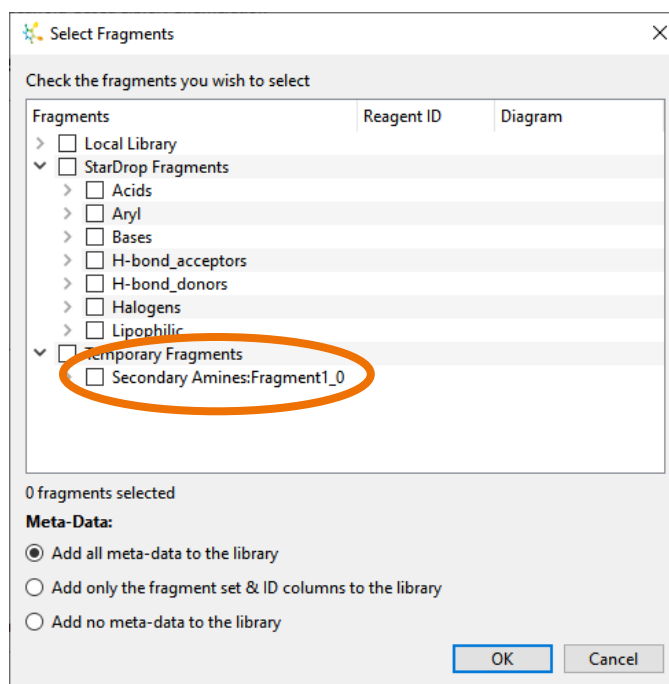 Select Fragments
Check the fragments you wish to select
Fragments Reagent ID Diagram
Local Library
StarDrop Fragments
Acids
Aryl
Bases
H-bond_acceptors
H-bond_donors
Halogens
Lipophilic
Temporary Fragments
Secondary Amines:Fragment1_0
0 fragments selected
Meta-Data:
Add all meta-data to the library
Add only the fragment set & ID columns to the library
Add no meta-data to the library
OK Cancel